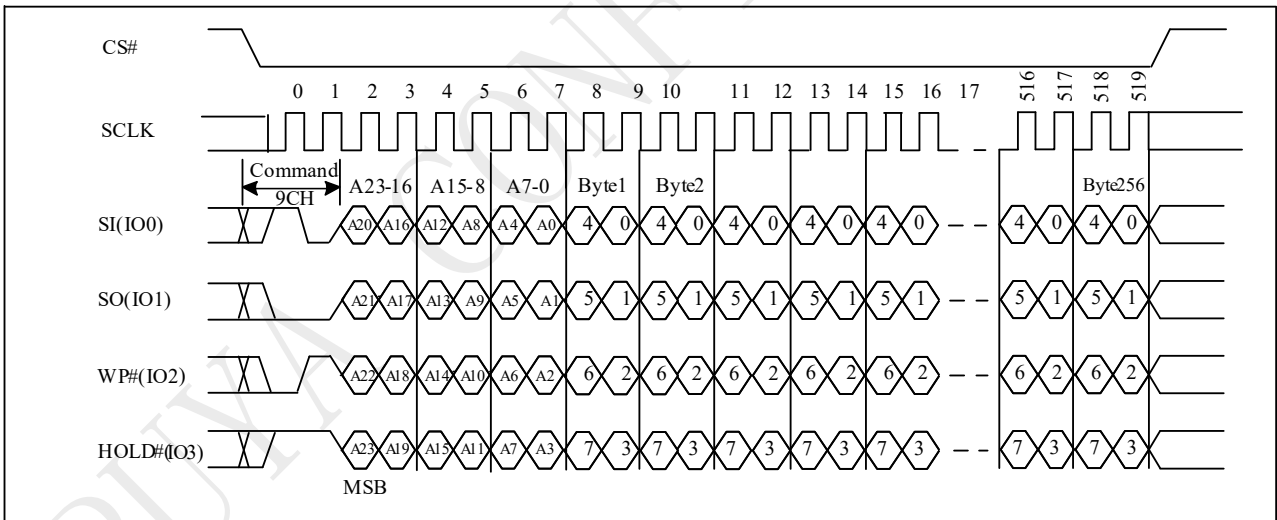 CS#
0 1 2 3 4 5 6 7 8 9 10 11 12 13 14 15 16 17 516 517 518 519
SCLK
Command
9CH
A23-16 A15-8 A7-0 Byte1 Byte2 Byte256
SI(IO0) A20 A16 A12 A8 A4 A0 4 0 4 0 4 0 4 0 4 0 4 0 4 0
SO(IO1) A21 A17 A13 A9 A5 A1 5 1 5 1 5 1 5 1 5 1 5 1 5 1
WP#(IO2) A22 A18 A14 A10 A6 A2 6 2 6 2 6 2 6 2 6 2 6 2 6 2
HOLD#(IO3) A23 A19 A15 A11 A7 A3 7 3 7 3 7 3 7 3 7 3 7 3 7 3
MSB
PUYA CONF